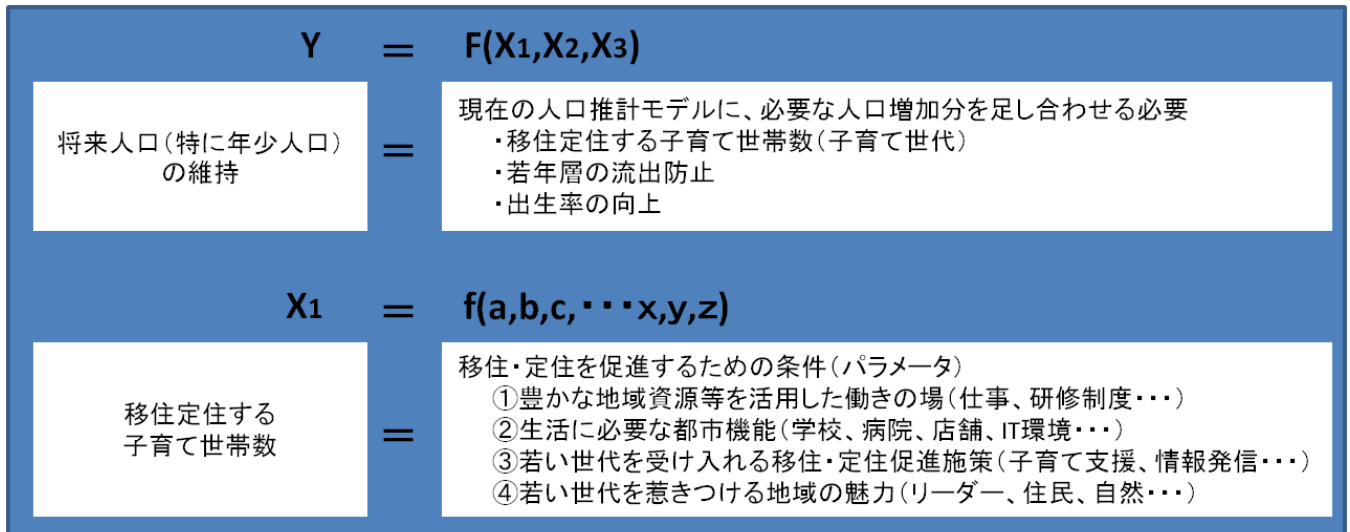 Y = F(X1,X2,X3)
将来人口(特に年少人口)
の維持
=
現在の人口推計モデルに、必要な人口増加分を足し合わせる必要
・移住定住する子育て世帯数(子育て世代)
・若年層の流出防止
・出生率の向上
X1 = f(a,b,c,・・・x,y,z)
移住定住する
子育て世帯数
=
移住・定住を促進するための条件(パラメータ)
①豊かな地域資源等を活用した働きの場(仕事、研修制度・・・)
②生活に必要な都市機能(学校、病院、店舗、IT環境・・・)
③若い世代を受け入れる移住・定住促進施策(子育て支援、情報発信・・・)
④若い世代を惹きつける地域の魅力(リーダー、住民、自然・・・)